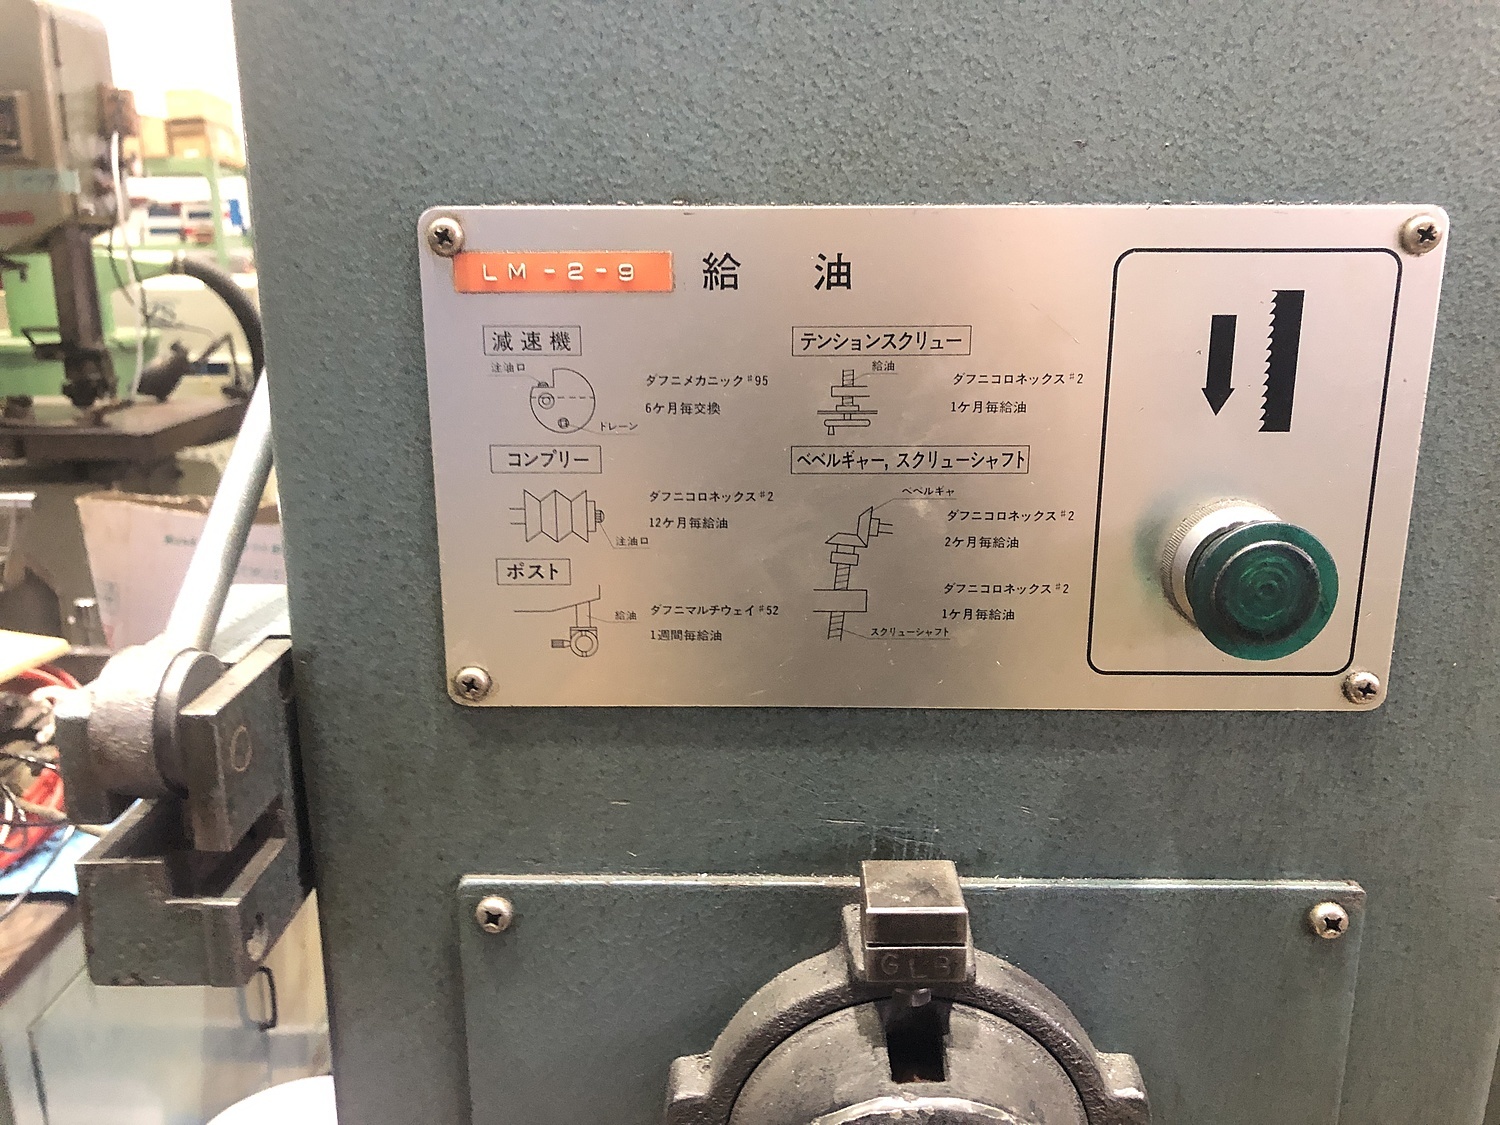 LM-2-9
給油
減速機
注油口
ダフニメカニック#95
6ケ月毎交換
ドレーン
コンプリー
ダフニコロネックス#2
12ケ月毎給油
注油口
ポスト
給油
ダフニマルチウェイ#52
1週間毎給油
テンションスクリュー
給油
ダフニコロネックス#2
1ケ月毎給油
ベベルギャー, スクリューシャフト
ベベルギャ
ダフニコロネックス#2
2ケ月毎給油
ダフニコロネックス#2
1ケ月毎給油
スクリューシャフト